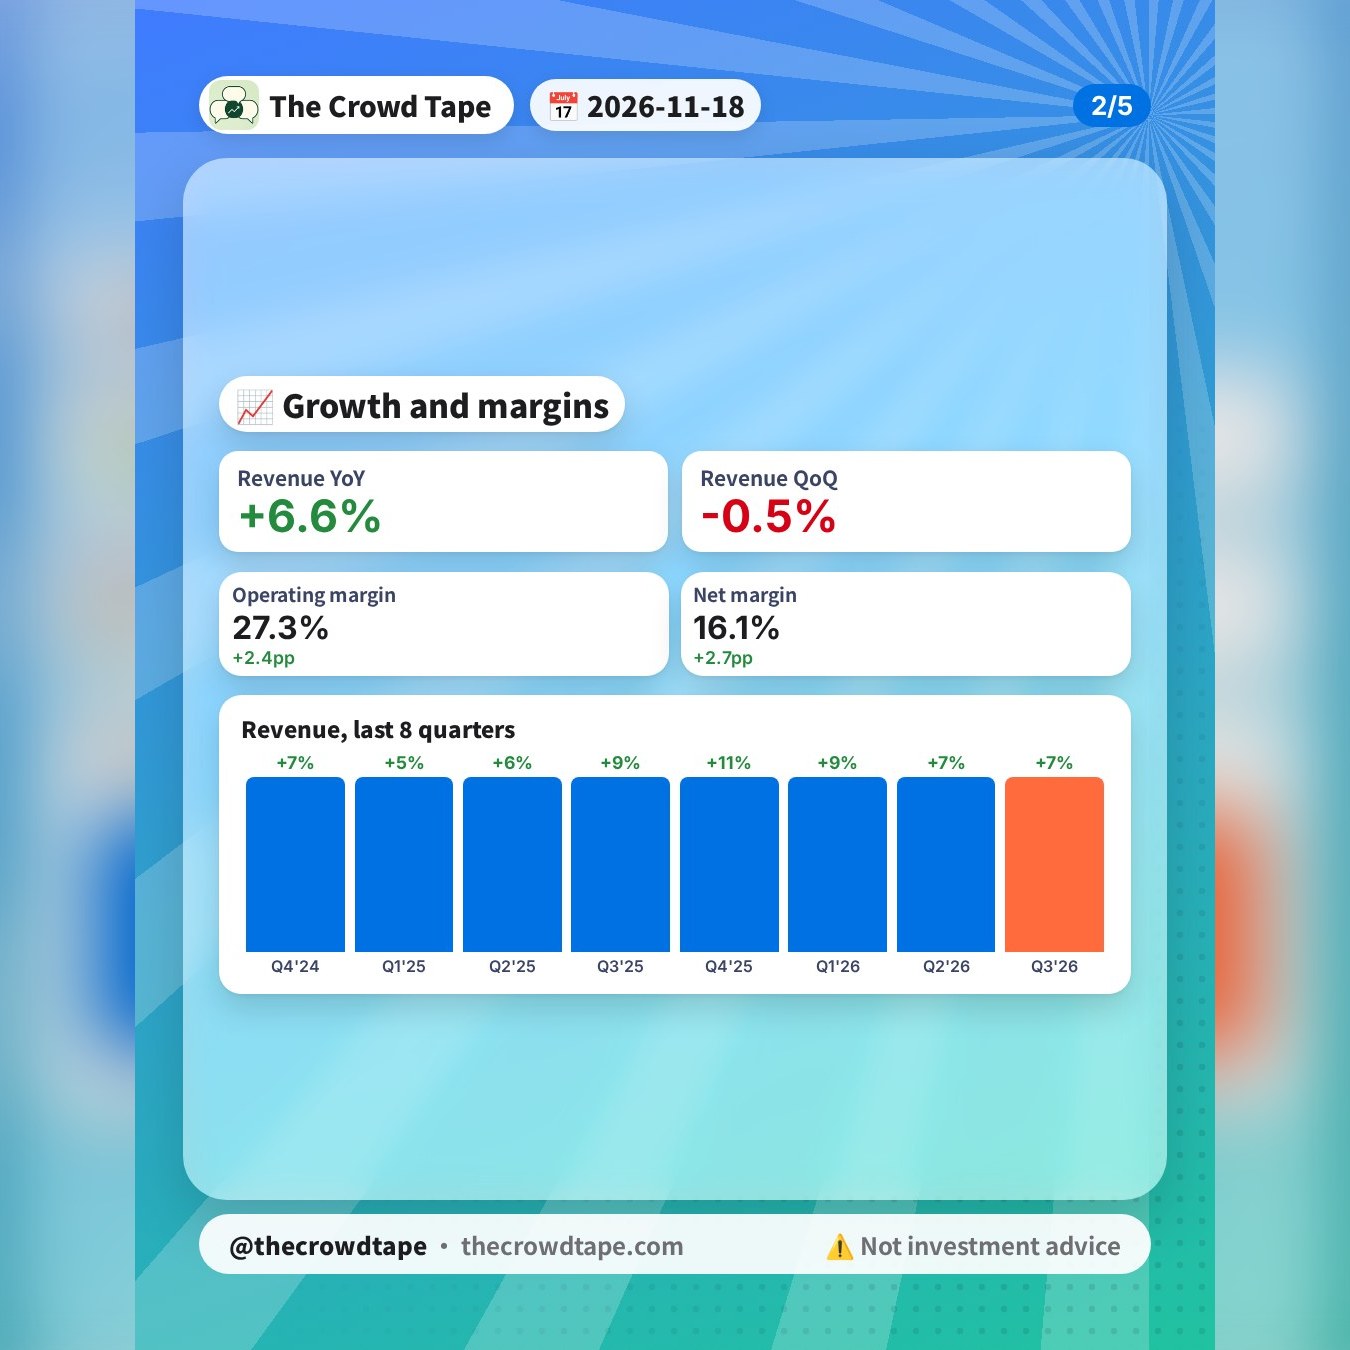 The Crowd Tape
July
17
2026-11-18
2/5
Growth and margins
Revenue YoY
+6.6%
Revenue QoQ
-0.5%
Operating margin
27.3%
+2.4pp
Net margin
16.1%
+2.7pp
Revenue, last 8 quarters
+7% +5% +6% +9% +11% +9% +7% +7%
Q4'24 Q1'25 Q2'25 Q3'25 Q4'25 Q1'26 Q2'26 Q3'26
@thecrowdtape • thecrowdtape.com
Not investment advice